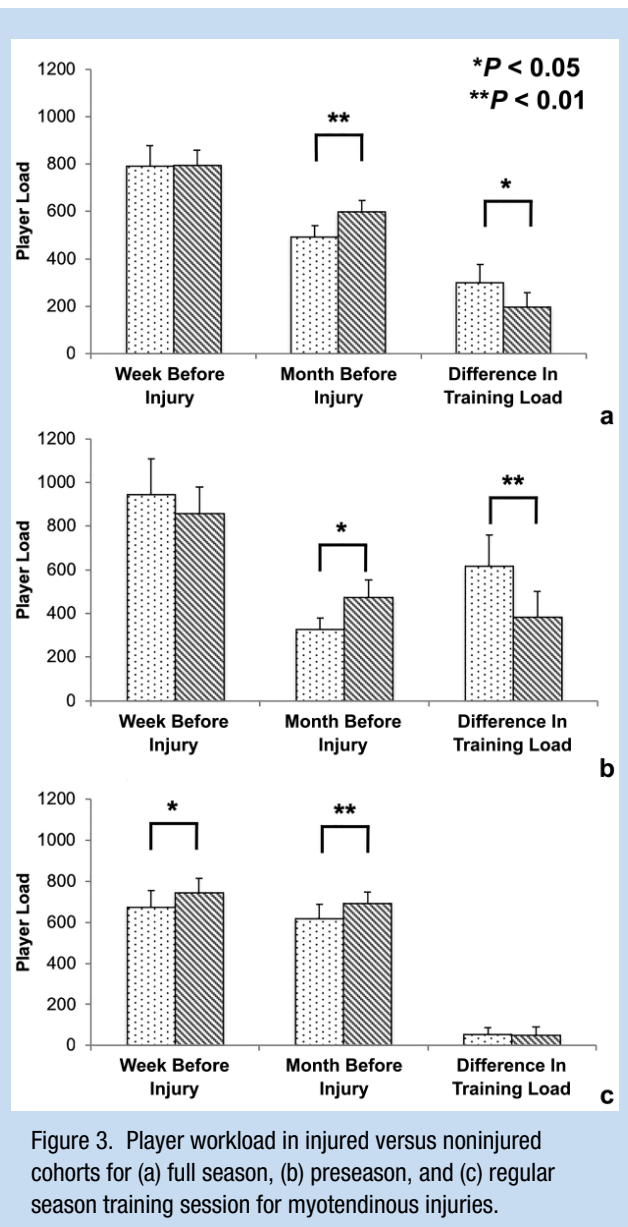 *P < 0.05
**P < 0.01
1200
1000
800
600
400
200
0
Player Load
**
*
Week Before
Injury
Month Before
Injury
Difference In
Training Load
a
1200
1000
800
600
400
200
0
Player Load
*
**
Week Before
Injury
Month Before
Injury
Difference In
Training Load
b
1200
1000
800
600
400
200
0
Player Load
*
**
Week Before
Injury
Month Before
Injury
Difference In
Training Load
c
Figure 3. Player workload in injured versus noninjured
cohorts for (a) full season, (b) preseason, and (c) regular
season training session for myotendinous injuries.